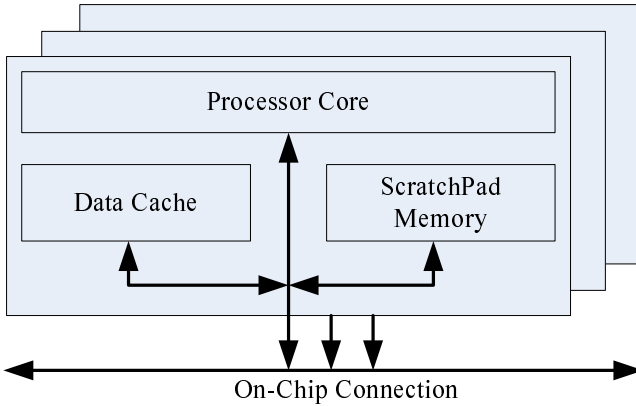 Processor Core
Data Cache
ScratchPad
Memory
On-Chip Connection